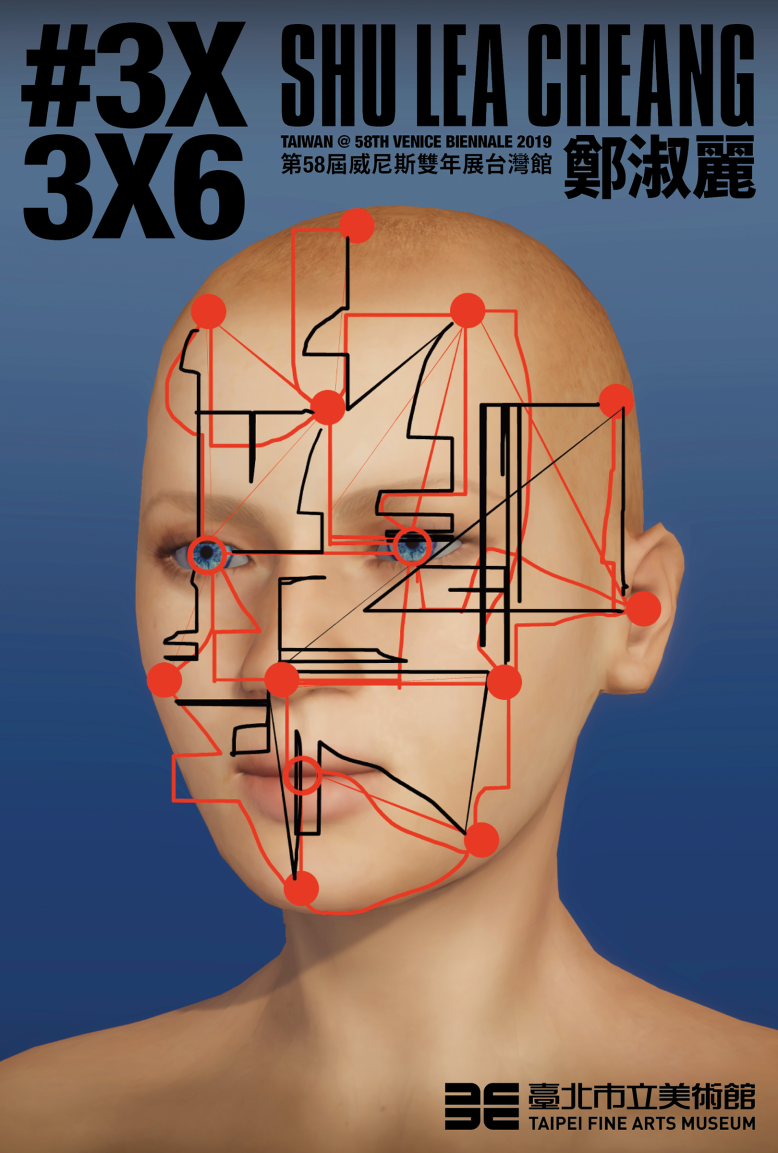 #3X
3X6
SHU LEA CHEANG
TAIWAN @ 58TH VENICE BIENNALE 2019
第58屆威尼斯雙年展台灣館
鄭淑麗
臺北市立美術館
TAIPEI FINE ARTS MUSEUM